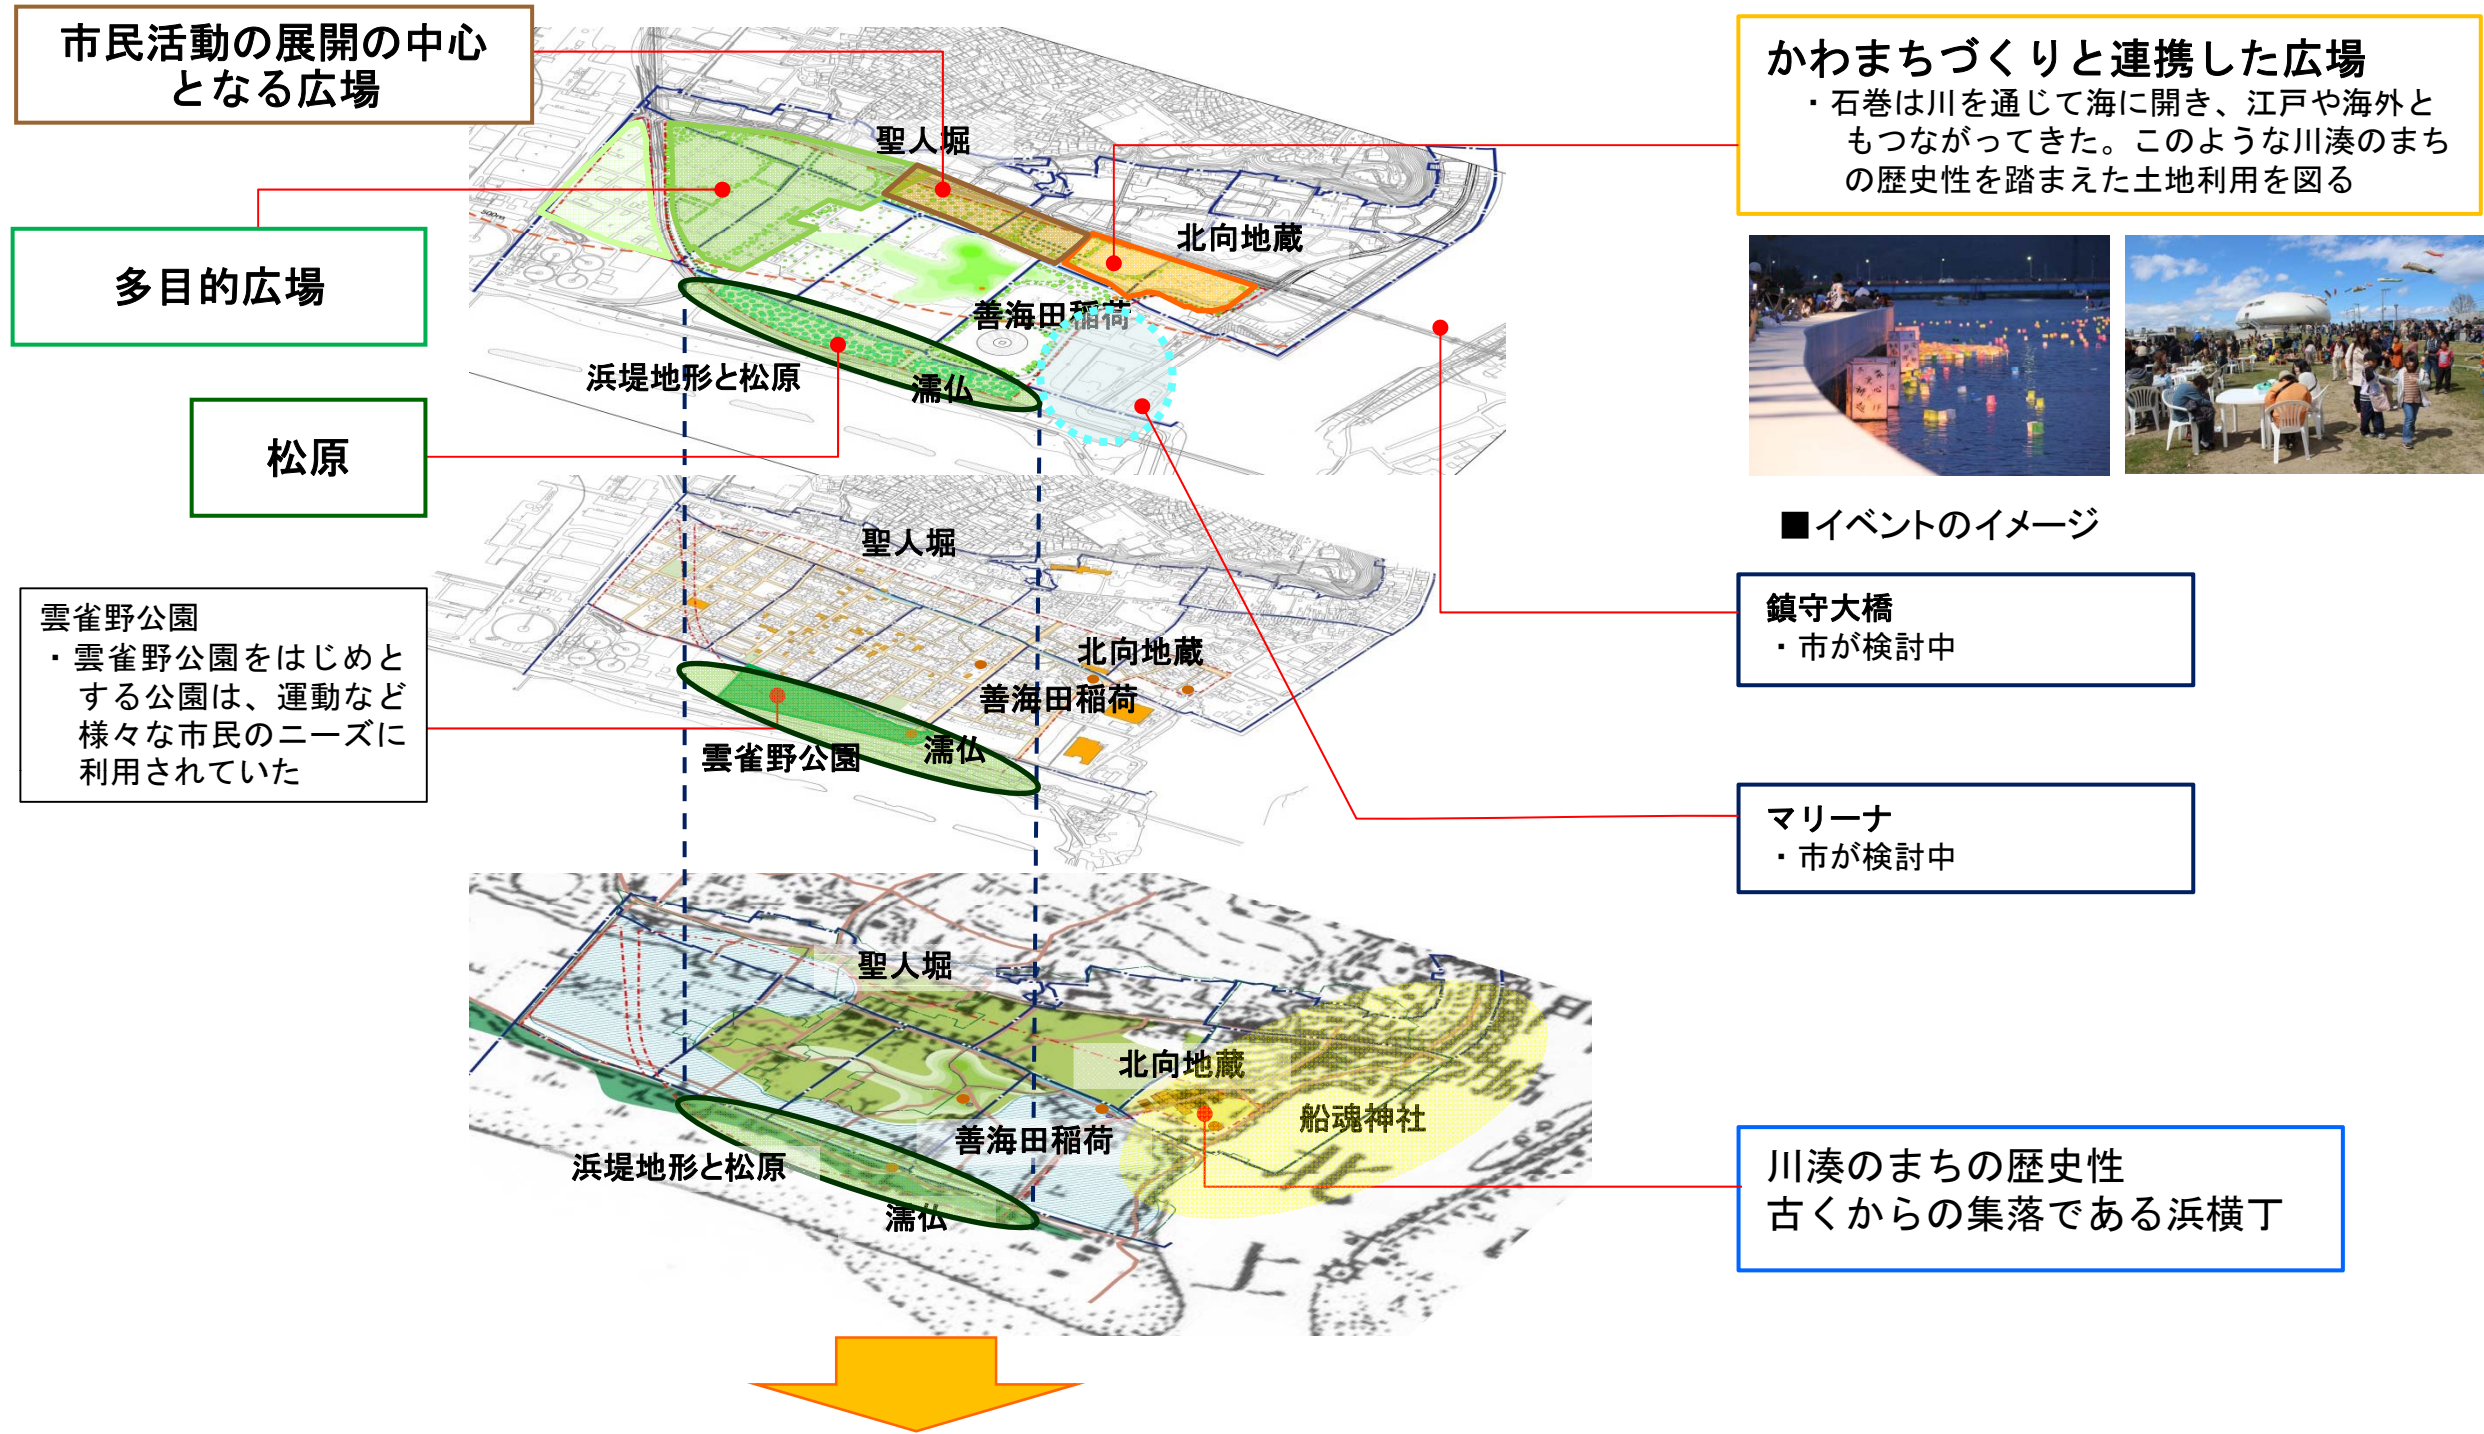 市民活動の展開の中心
となる広場
多目的広場
松原
雲雀野公園
・雲雀野公園をはじめと
する公園は、運動など
様々な市民のニーズに
利用されていた
聖人堀
北向地蔵
善海田稲荷
浜堤地形と松原
濡仏
500m
聖人堀
北向地蔵
善海田稲荷
濡仏
雲雀野公園
聖人堀
北向地蔵
船魂神社
善海田稲荷
浜堤地形と松原
濡仏
かわまちづくりと連携した広場
・石巻は川を通じて海に開き、江戸や海外と
もつながってきた。このような川湊のまち
の歴史性を踏まえた土地利用を図る
■イベントのイメージ
鎮守大橋
・市が検討中
マリーナ
・市が検討中
川湊のまちの歴史性
古くからの集落である浜横丁